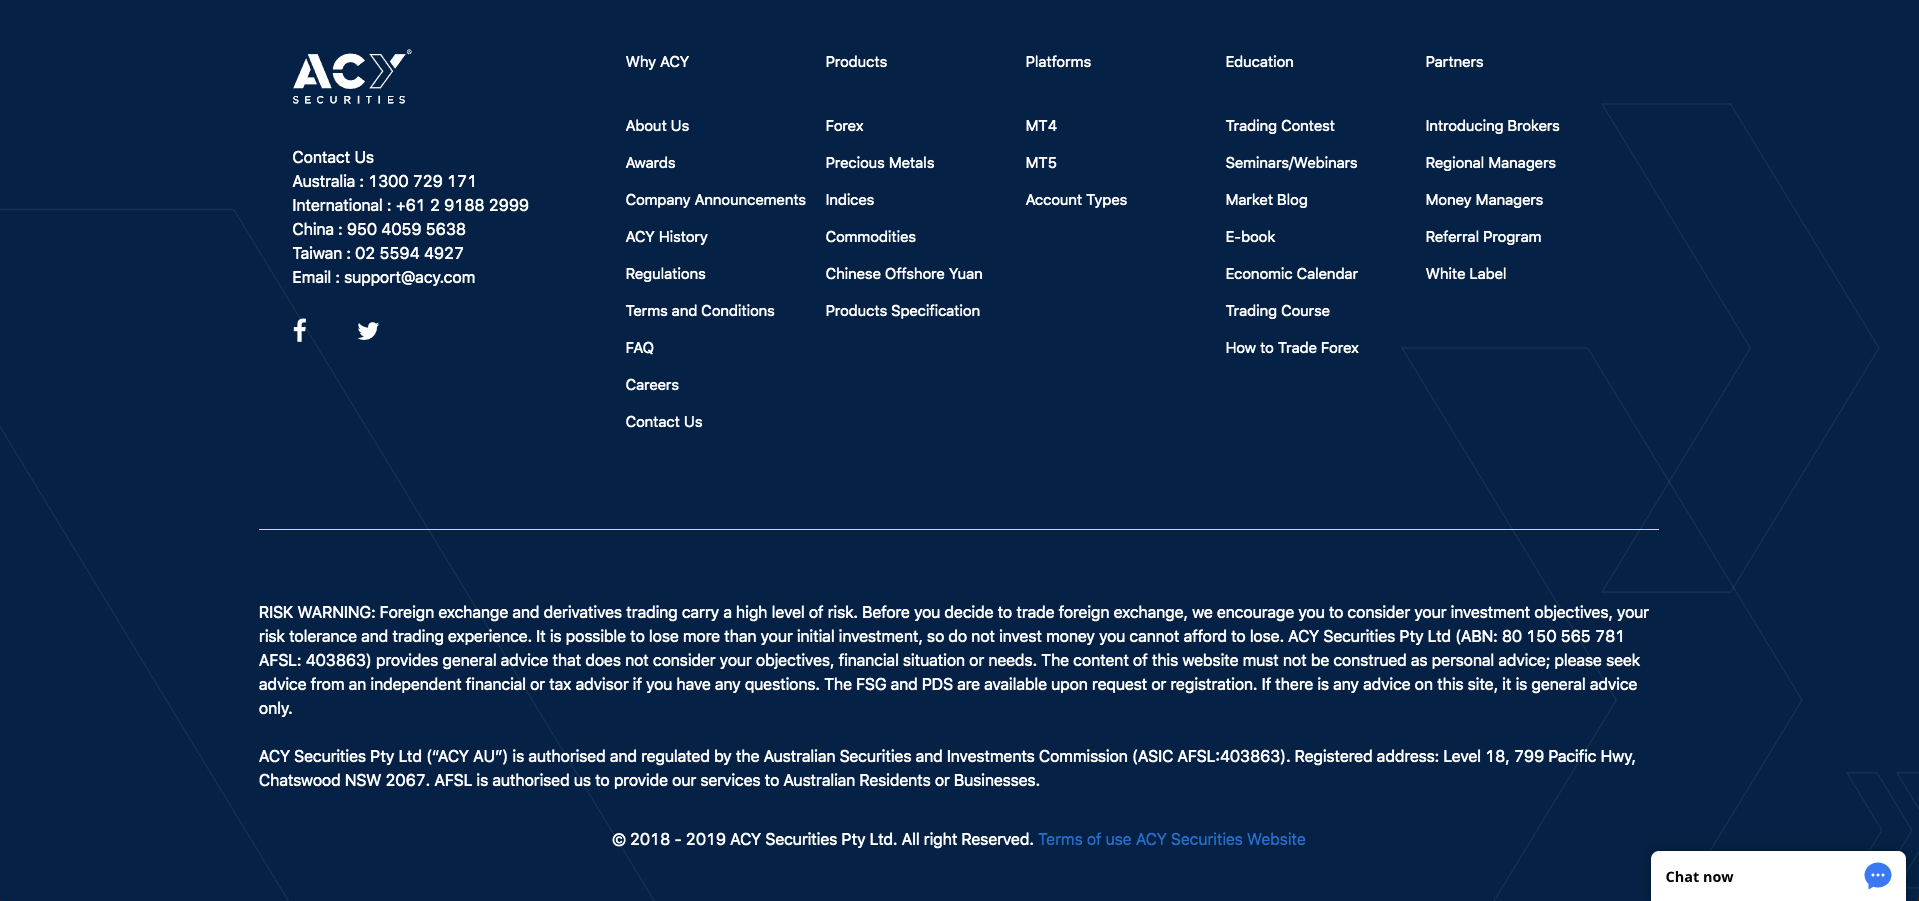 ACY®
SECURITIES
Contact Us
Australia : 1300 729 171
International : +61 2 9188 2999
China : 950 4059 5638
Taiwan : 02 5594 4927
Email : support@acy.com
Why ACY
About Us
Awards
Company Announcements
ACY History
Regulations
Terms and Conditions
FAQ
Careers
Contact Us
Products
Forex
Precious Metals
Indices
Commodities
Chinese Offshore Yuan
Products Specification
Platforms
MT4
MT5
Account Types
Education
Trading Contest
Seminars/Webinars
Market Blog
E-book
Economic Calendar
Trading Course
How to Trade Forex
Partners
Introducing Brokers
Regional Managers
Money Managers
Referral Program
White Label
RISK WARNING: Foreign exchange and derivatives trading carry a high level of risk. Before you decide to trade foreign exchange, we encourage you to consider your investment objectives, your
risk tolerance and trading experience. It is possible to lose more than your initial investment, so do not invest money you cannot afford to lose. ACY Securities Pty Ltd (ABN: 80 150 565 781
AFSL: 403863) provides general advice that does not consider your objectives, financial situation or needs. The content of this website must not be construed as personal advice; please seek
advice from an independent financial or tax advisor if you have any questions. The FSG and PDS are available upon request or registration. If there is any advice on this site, it is general advice
only.
ACY Securities Pty Ltd (“ACY AU”) is authorised and regulated by the Australian Securities and Investments Commission (ASIC AFSL:403863). Registered address: Level 18, 799 Pacific Hwy,
Chatswood NSW 2067. AFSL is authorised us to provide our services to Australian Residents or Businesses.
© 2018 - 2019 ACY Securities Pty Ltd. All right Reserved. Terms of use ACY Securities Website
Chat now